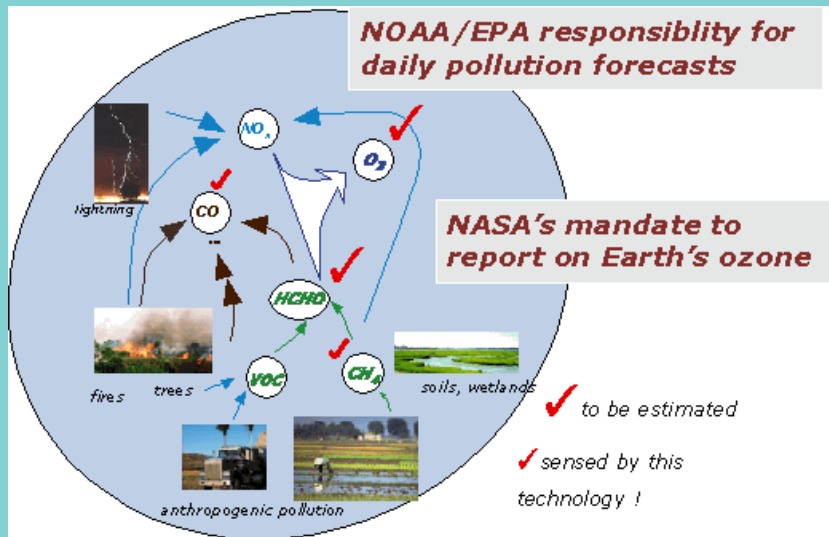 NOAA/EPA responsiblity for
daily pollution forecasts
NOx
O3
lightning
CO
...
NASA's mandate to
report on Earth's ozone
HCHO
fires
trees
VOC
CH4
soils, wetlands
to be estimated
sensed by this
technology !
anthropogenic pollution